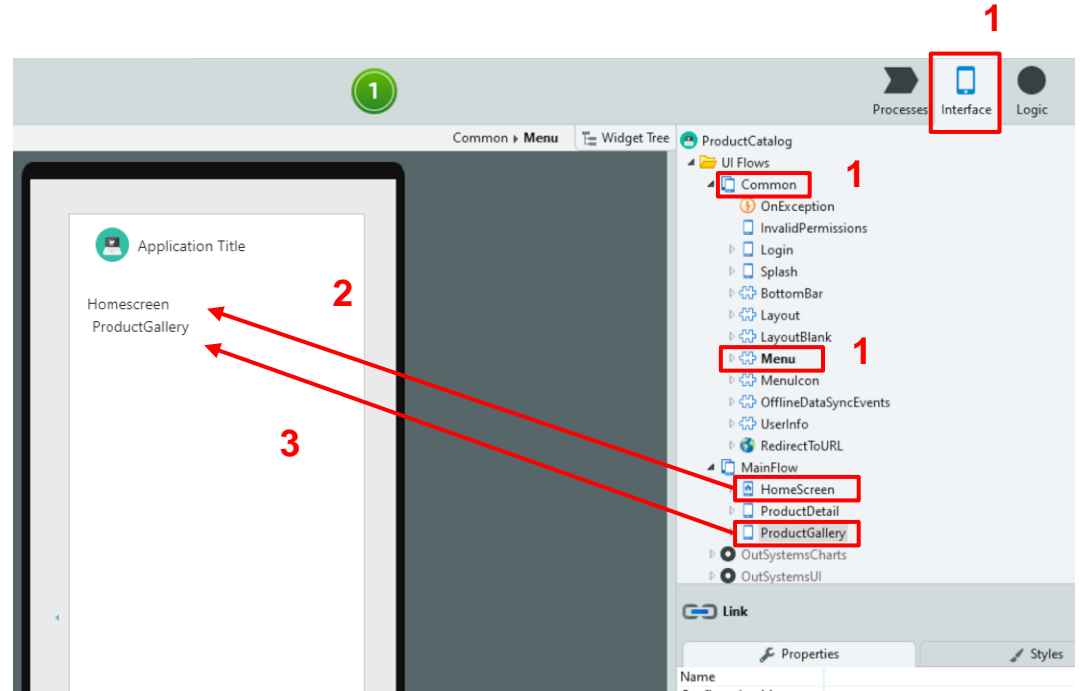 1
1
Processes Interface Logic
Common Menu Widget Tree
ProductCatalog
UI Flows
Common
1
OnException
InvalidPermissions
Login
Splash
BottomBar
Layout
LayoutBlank
Menu
1
MenuIcon
OfflineDataSyncEvents
UserInfo
RedirectToURL
MainFlow
HomeScreen
ProductDetail
ProductGallery
OutSystemsCharts
OutSystemsUI
Application Title
2
Homescreen
ProductGallery
3
Link
Properties Styles
Name